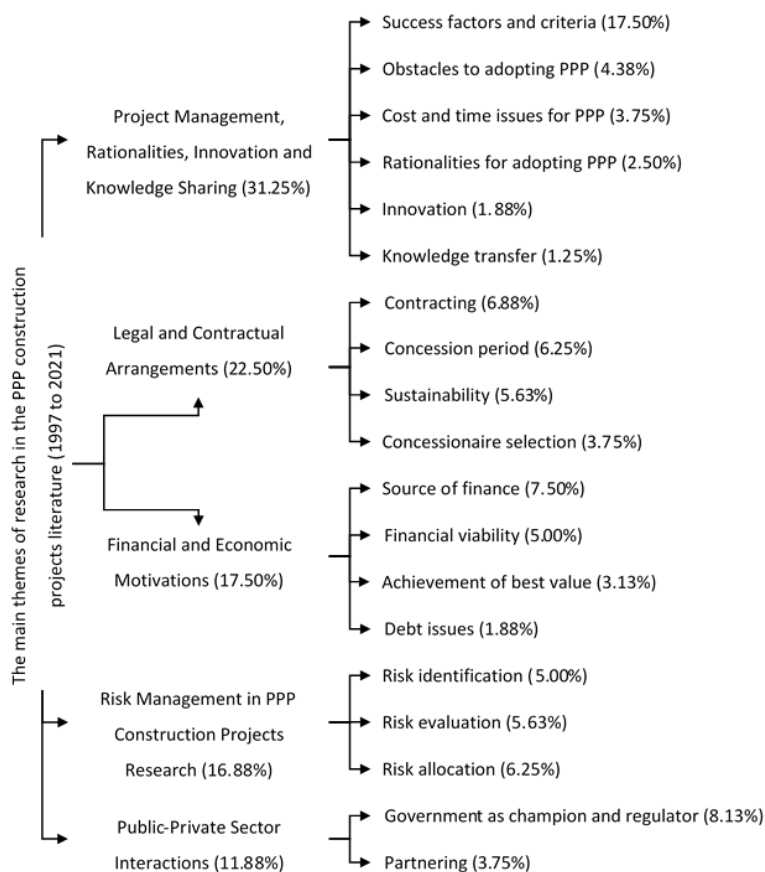 The main themes of research in the PPP construction
projects literature (1997 to 2021)
Project Management,
Rationalities, Innovation and
Knowledge Sharing (31.25%)
Success factors and criteria (17.50%)
Obstacles to adopting PPP (4.38%)
Cost and time issues for PPP (3.75%)
Rationalities for adopting PPP (2.50%)
Innovation (1.88%)
Knowledge transfer (1.25%)
Legal and Contractual
Arrangements (22.50%)
Contracting (6.88%)
Concession period (6.25%)
Sustainability (5.63%)
Concessionaire selection (3.75%)
Financial and Economic
Motivations (17.50%)
Source of finance (7.50%)
Financial viability (5.00%)
Achievement of best value (3.13%)
Debt issues (1.88%)
Risk Management in PPP
Construction Projects
Research (16.88%)
Risk identification (5.00%)
Risk evaluation (5.63%)
Risk allocation (6.25%)
Public-Private Sector
Interactions (11.88%)
Government as champion and regulator (8.13%)
Partnering (3.75%)